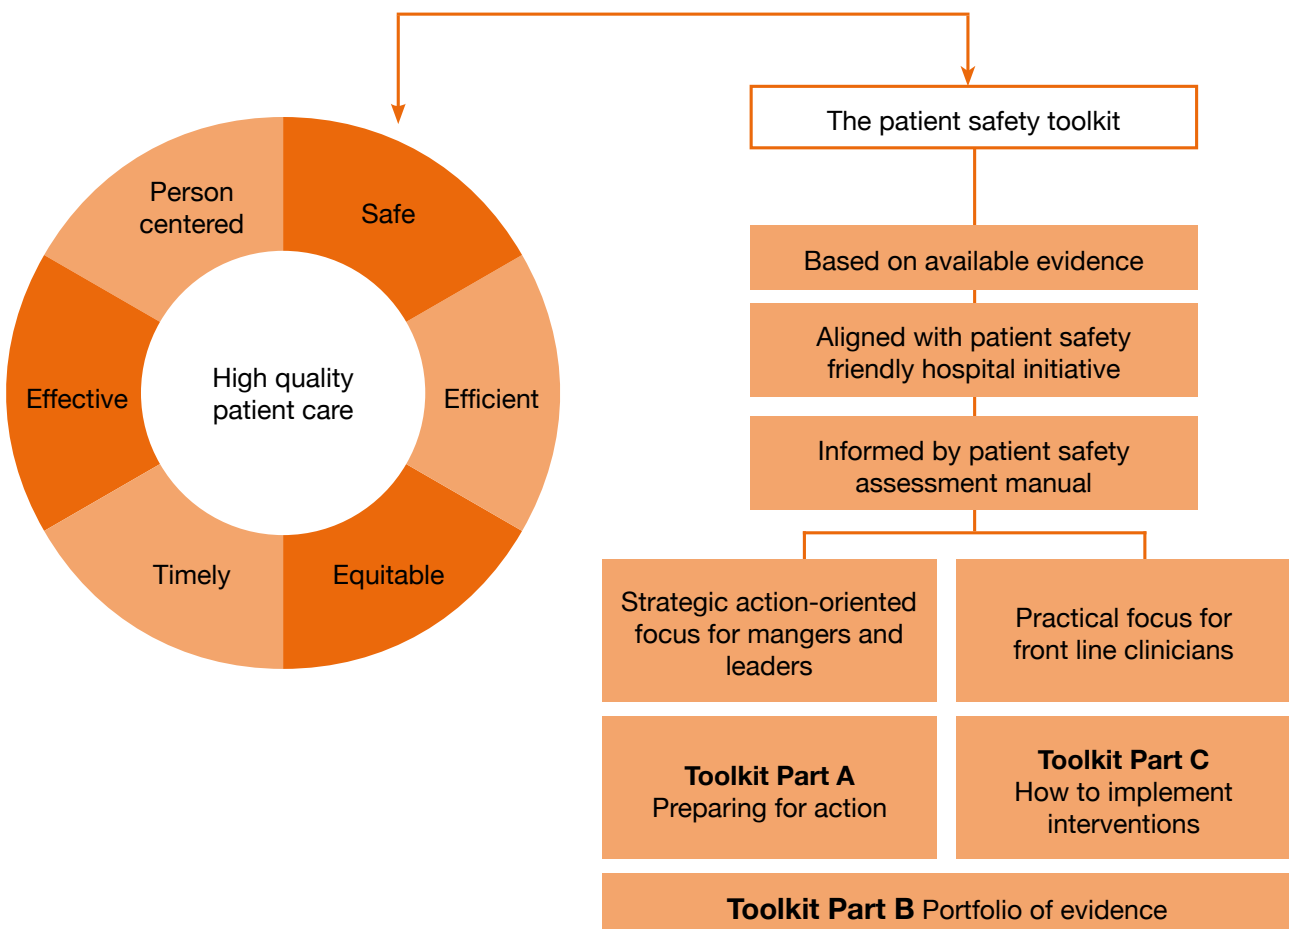 Person
centered
Safe
Effective
High quality
patient care
Efficient
Timely
Equitable
The patient safety toolkit
Based on available evidence
Aligned with patient safety
friendly hospital initiative
Informed by patient safety
assessment manual
Strategic action-oriented
focus for mangers and
leaders
Practical focus for
front line clinicians
Toolkit Part A
Preparing for action
Toolkit Part C
How to implement
interventions
Toolkit Part B Portfolio of evidence